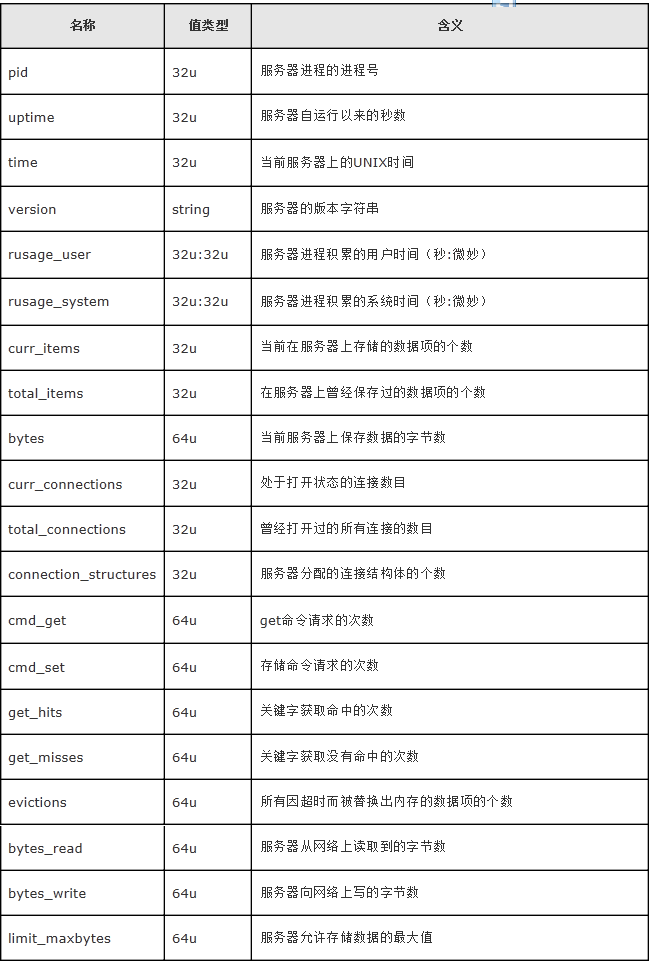 名称 值类型 含义
pid 32u 服务器进程的进程号
uptime 32u 服务器自运行以来的秒数
time 32u 当前服务器上的UNIX时间
version string 服务器的版本字符串
rusage_user 32u:32u 服务器进程积累的用户时间（秒:微妙）
rusage_system 32u:32u 服务器进程积累的系统时间（秒:微妙）
curr_items 32u 当前在服务器上存储的数据项的个数
total_items 32u 在服务器上曾经保存过的数据项的个数
bytes 64u 当前服务器上保存数据的字节数
curr_connections 32u 处于打开状态的连接数目
total_connections 32u 曾经打开过的所有连接的数目
connection_structures 32u 服务器分配的连接结构体的个数
cmd_get 64u get命令请求的次数
cmd_set 64u 存储命令请求的次数
get_hits 64u 关键字获取命中的次数
get_misses 64u 关键字获取没有命中的次数
evictions 64u 所有因超时而被替换出内存的数据项的个数
bytes_read 64u 服务器从网络上读取到的字节数
bytes_write 64u 服务器向网络上写的字节数
limit_maxbytes 64u 服务器允许存储数据的最大值